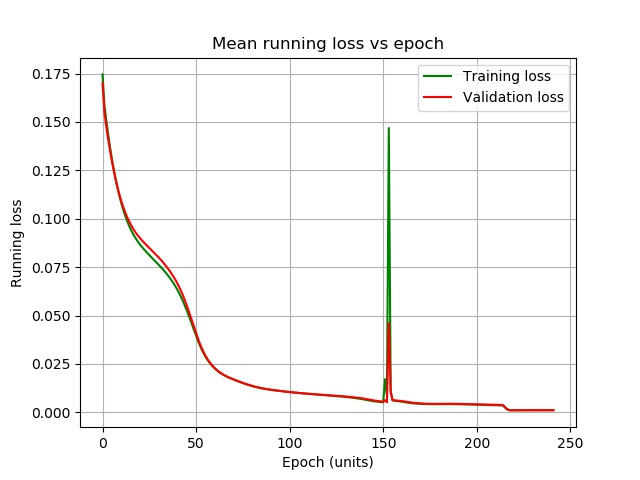 Mean running loss vs epoch
Training loss
Validation loss
0.175
0.150
0.125
0.100
0.075
0.050
0.025
0.000
Running loss
0
50
100
150
200
250
Epoch (units)